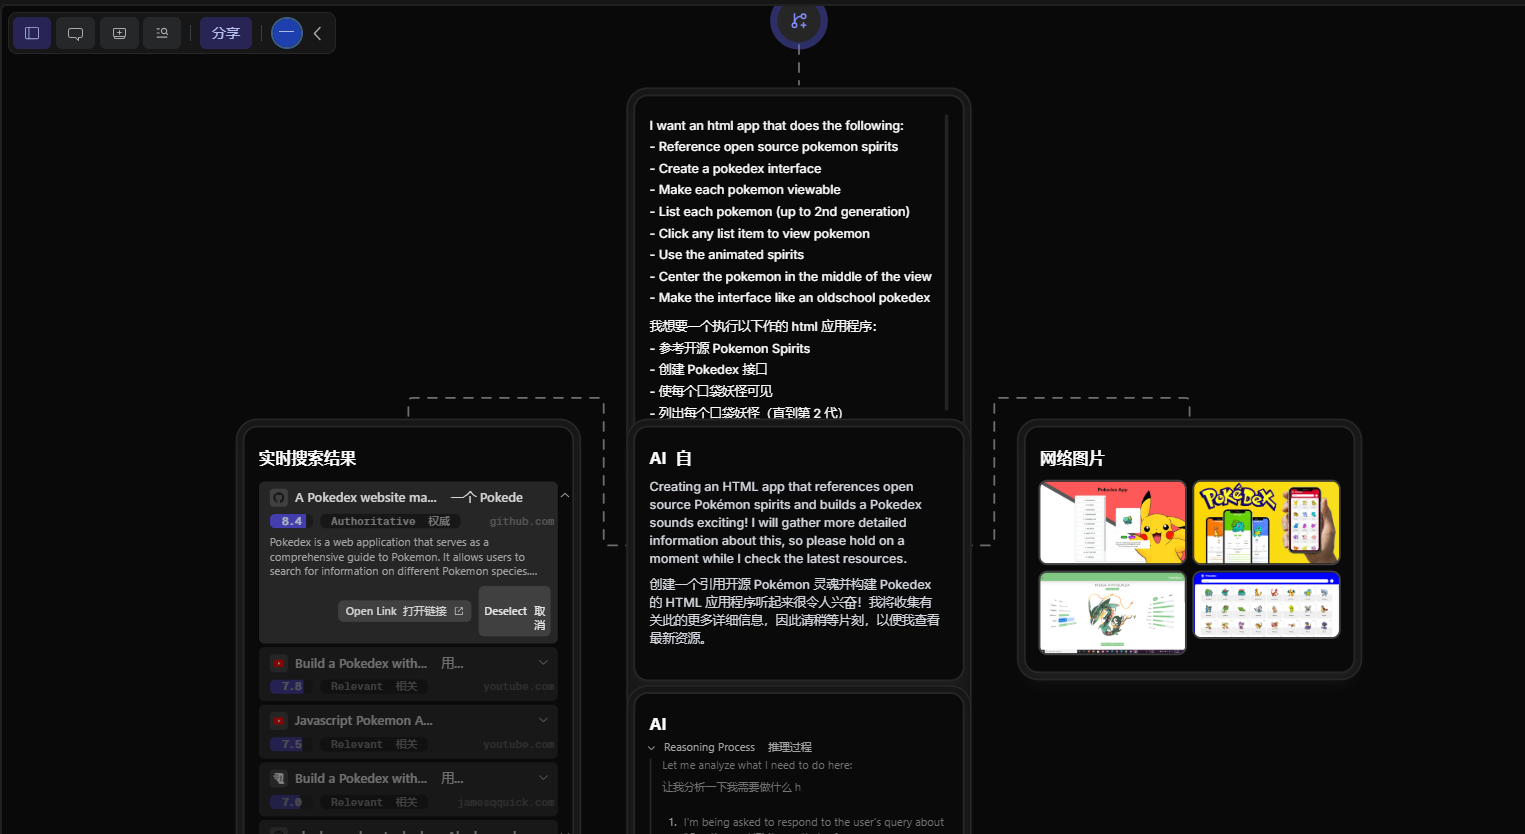 分享
I want an html app that does the following:
- Reference open source pokemon spirits
- Create a pokedex interface
- Make each pokemon viewable
- List each pokemon (up to 2nd generation)
- Click any list item to view pokemon
- Use the animated spirits
- Center the pokemon in the middle of the view
- Make the interface like an oldschool pokedex
我想要一个执行以下作的 html 应用程序：
- 参考开源 Pokemon Spirits
- 创建 Pokedex 接口
- 使每个口袋妖怪可见
- 列出每个口袋妖怪（直到第 2 代）
实时搜索结果
A Pokedex website ma... 一个 Pokede
8.4 Authoritative 权威 github.com
Pokedex is a web application that serves as a
comprehensive guide to Pokemon. It allows users to
search for information on different Pokemon species....
Open Link 打开链接
Deselect 取
消
Build a Pokedex with... 用...
7.8 Relevant 相关 youtube.com
Javascript Pokemon A...
7.5 Relevant 相关 youtube.com
Build a Pokedex with... 用...
7.0 Relevant 相关 jamesqquick.com
AI 自
Creating an HTML app that references open
source Pokémon spirits and builds a Pokedex
sounds exciting! I will gather more detailed
information about this, so please hold on a
moment while I check the latest resources.
创建一个引用开源 Pokémon 灵魂并构建 Pokedex
的 HTML 应用程序听起来很令人兴奋！我将收集有
关此的更多详细信息，因此请稍等片刻，以便我查看
最新资源。
AI
Reasoning Process 推理过程
Let me analyze what I need to do here:
让我分析一下我需要做什么 h
1. I'm being asked to respond to the user's query about
网络图片
Pokedex App
POKéDEX